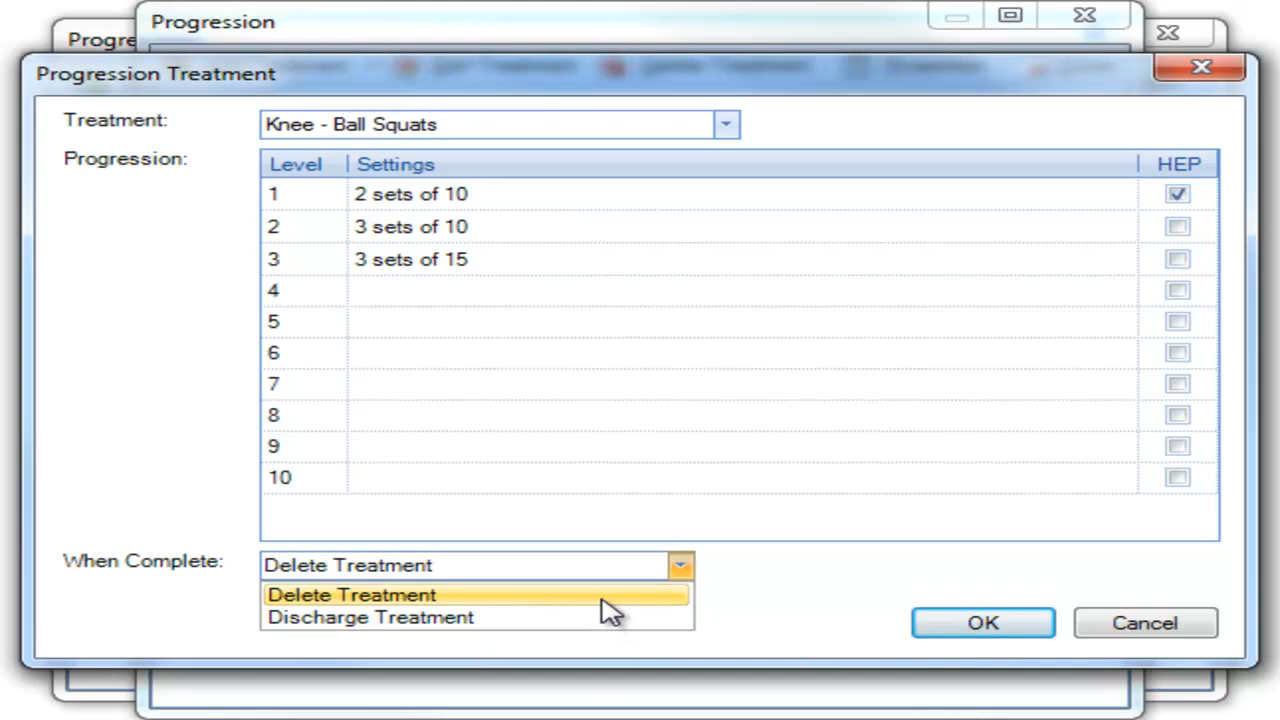 Progression
Progre
Progression Treatment
Treatment: Knee - Ball Squats
Progression: Level Settings HEP
1 2 sets of 10
2 3 sets of 10
3 3 sets of 15
4
5
6
7
8
9
10
When Complete: Delete Treatment
Delete Treatment
Discharge Treatment
OK Cancel